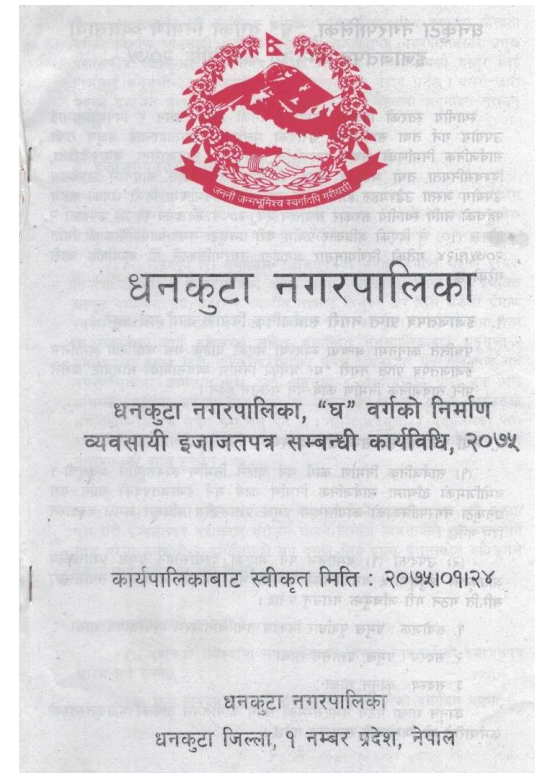 जननी जन्मभूमिश्च स्वर्गादपि गरीयसी
धनकुटा नगरपालिका
धनकुटा नगरपालिका, “घ” वर्गको निर्माण
व्यवसायी इजाजतपत्र सम्बन्धी कार्यविधि, २०७५
कार्यपालिकाबाट स्वीकृत मिति : २०७५।०१।२४
धनकुटा नगरपालिका
धनकुटा जिल्ला, १ नम्बर प्रदेश, नेपाल